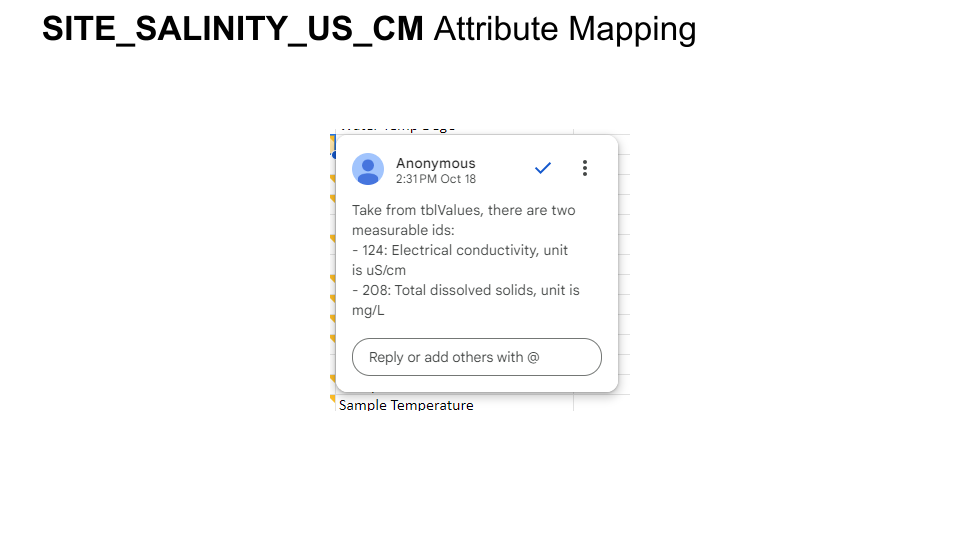 SITE_SALINITY_US_CM Attribute Mapping
Anonymous
2:31 PM Oct 18
Take from tblValues, there are two
measurable ids:
- 124: Electrical conductivity, unit
is uS/cm
- 208: Total dissolved solids, unit is
mg/L
Reply or add others with @
Sample Temperature